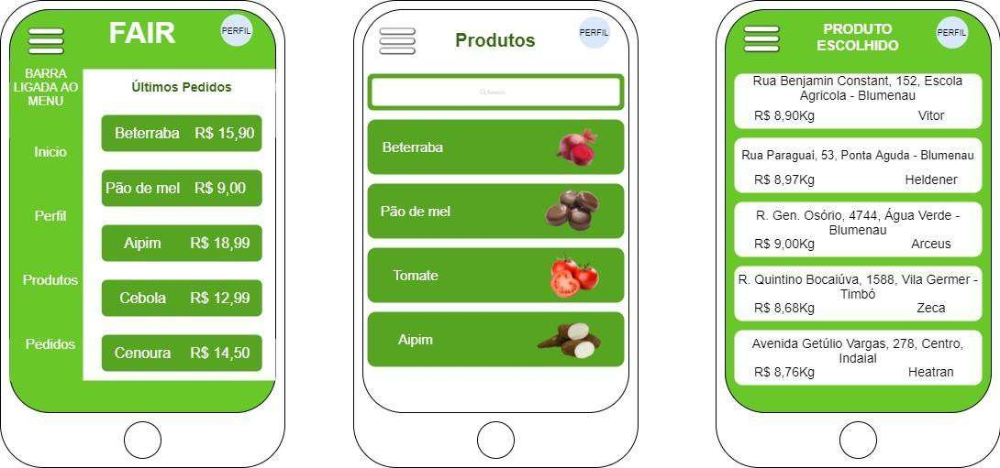 FAIR
PERFIL
BARRA
LIGADA AO
MENU
Inicio
Perfil
Produtos
Pedidos
Últimos Pedidos
Beterraba R$ 15,90
Pão de mel R$ 9,00
Aipim R$ 18,99
Cebola R$ 12,99
Cenoura R$ 14,50
Produtos
PERFIL
Beterraba
Pão de mel
Tomate
Aipim
PRODUTO
ESCOLHIDO
PERFIL
Rua Benjamin Constant, 152, Escola
Agricola - Blumenau
R$ 8,90Kg Vitor
Rua Paraguai, 53, Ponta Aguda - Blumenau
R$ 8,97Kg Heldener
R. Gen. Osório, 4744, Água Verde -
Blumenau
R$ 9,00Kg Arceus
R. Quintino Bocaiúva, 1588, Vila Germer -
Timbó
R$ 8,68Kg Zeca
Avenida Getúlio Vargas, 278, Centro,
Indaial
R$ 8,76Kg Heatran